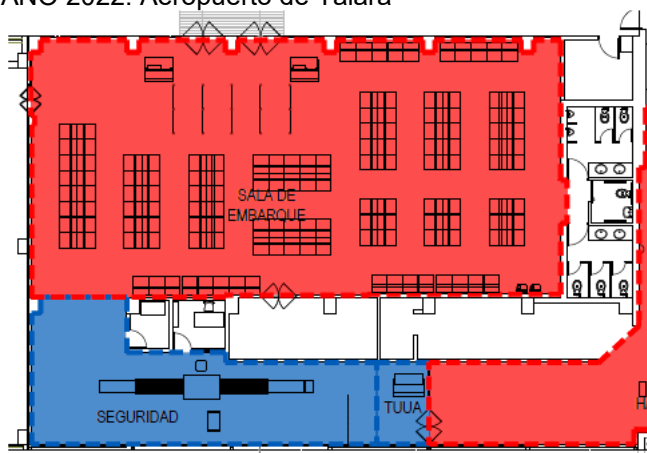 AÑO 2022: Aeropuerto de Talara
SALA DE
EMBARQUE
SEGURIDAD
TUUA